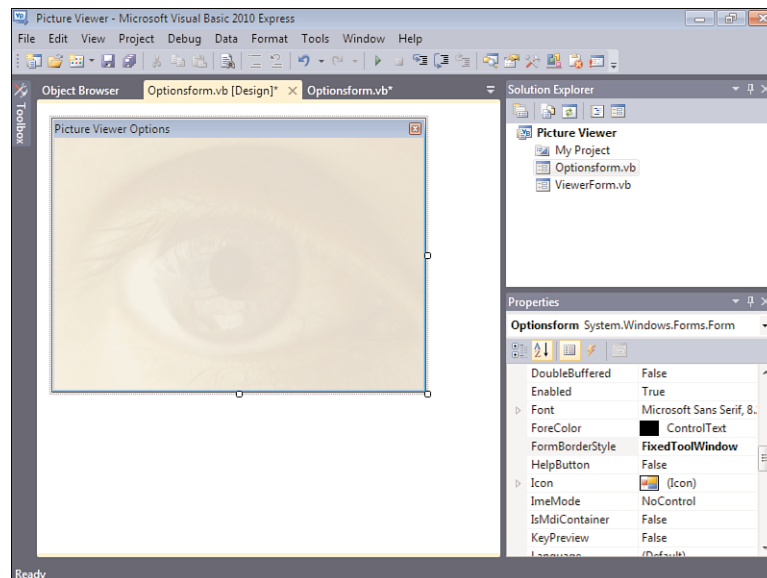 Picture Viewer - Microsoft Visual Basic 2010 Express
File Edit View Project Debug Data Format Tools Window Help
Toolbox
Object Browser Optionsform.vb [Design]* Optionsform.vb*
Picture Viewer Options
Solution Explorer
Picture Viewer
My Project
Optionsform.vb
ViewerForm.vb
Properties
Optionsform System.Windows.Forms.Form
DoubleBuffered False
Enabled True
Font Microsoft Sans Serif, 8.
ForeColor ControlText
FormBorderStyle FixedToolWindow
HelpButton False
Icon (Icon)
ImeMode NoControl
IsMdiContainer False
KeyPreview False
Language (Default)
Ready